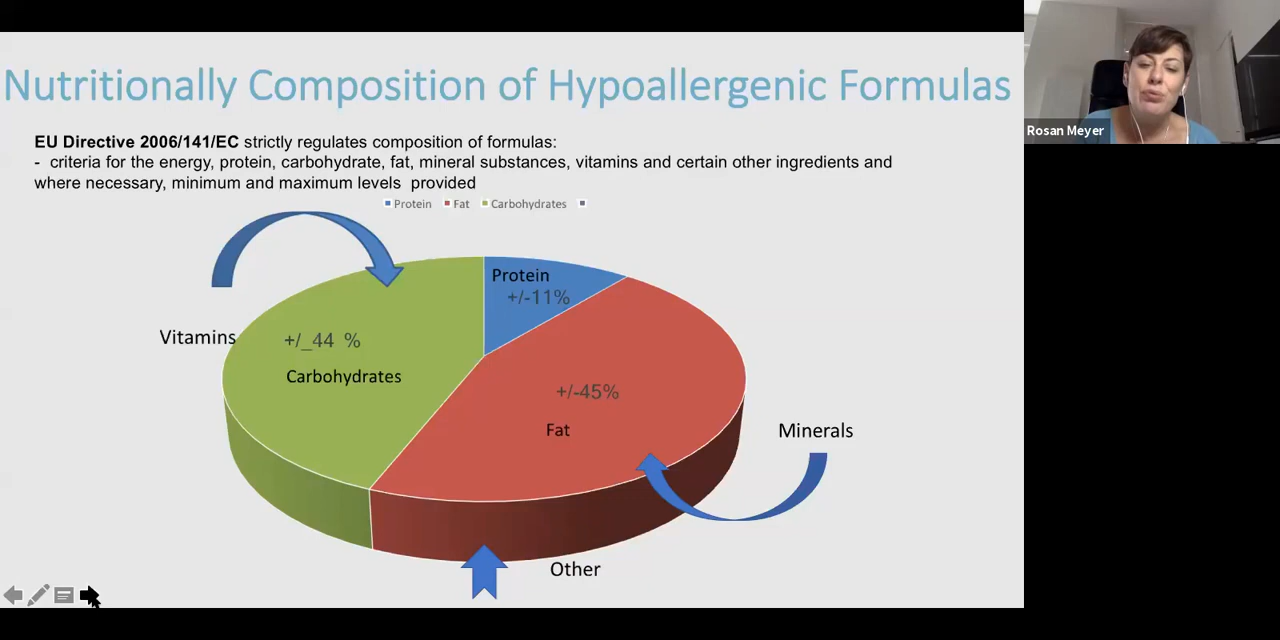 Nutritionally Composition of Hypoallergenic Formulas
Rosan Meyer
EU Directive 2006/141/EC strictly regulates composition of formulas:
- criteria for the energy, protein, carbohydrate, fat, mineral substances, vitamins and certain other ingredients and
where necessary, minimum and maximum levels provided
Protein Fat Carbohydrates
Protein
+/-11%
Vitamins
+/_44 %
Carbohydrates
+/-45%
Fat
Minerals
Other